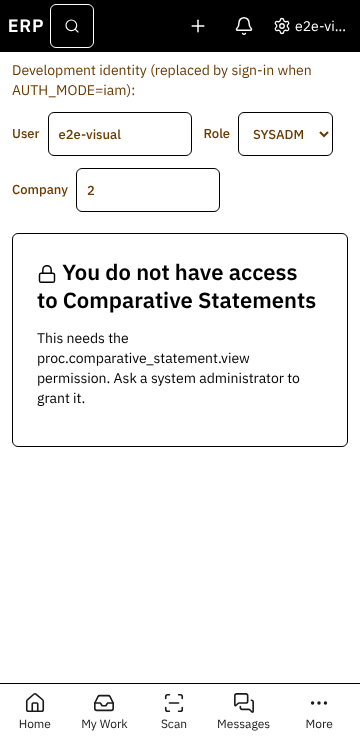 ERP
e2e-vi...
Development identity (replaced by sign-in when
AUTH_MODE=iam):
User e2e-visual Role SYSADM
Company 2
You do not have access
to Comparative Statements
This needs the
proc.comparative_statement.view
permission. Ask a system administrator to
grant it.
Home My Work Scan Messages More